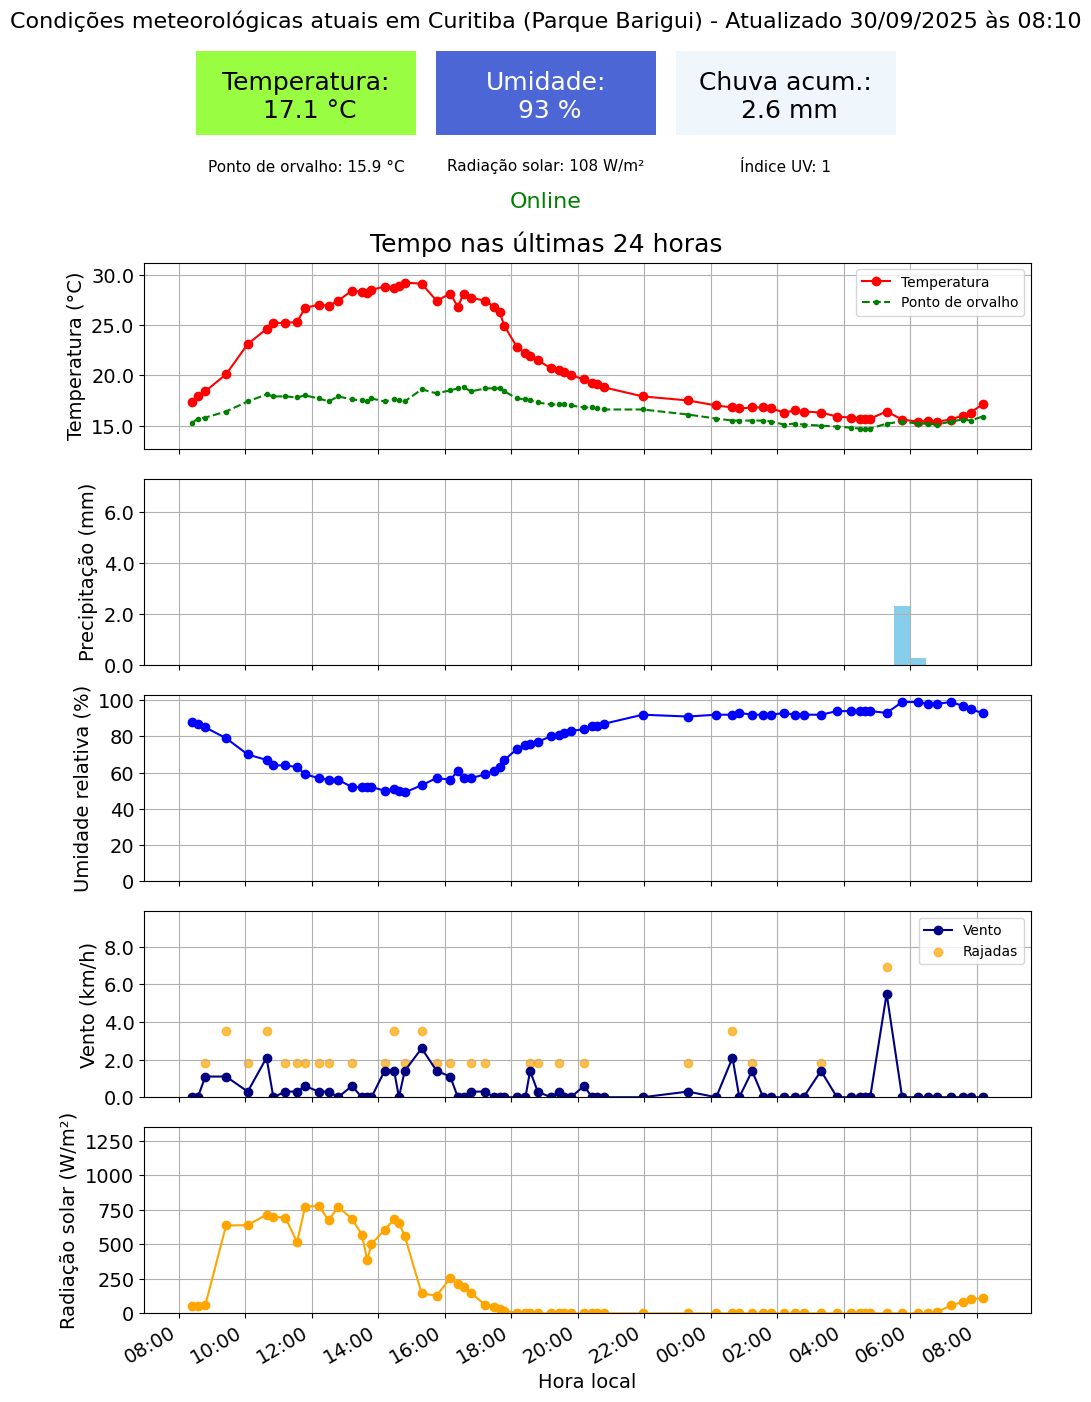 Condições meteorológicas atuais em Curitiba (Parque Barigui) - Atualizado 30/09/2025 às 08:10
Temperatura:
17.1 °C
Umidade:
93 %
Chuva acum.:
2.6 mm
Ponto de orvalho: 15.9 °C
Radiação solar: 108 W/m²
Índice UV: 1
Online
Tempo nas últimas 24 horas
Temperatura (°C)
30.0
25.0
20.0
15.0
Temperatura
Ponto de orvalho
Precipitação (mm)
6.0
4.0
2.0
0.0
Umidade relativa (%)
100
80
60
40
20
0
Vento (km/h)
8.0
6.0
4.0
2.0
0.0
Vento
Rajadas
Radiação solar (W/m²)
1250
1000
750
500
250
0
08:00 10:00 12:00 14:00 16:00 18:00 20:00 22:00 00:00 02:00 04:00 06:00 08:00
Hora local